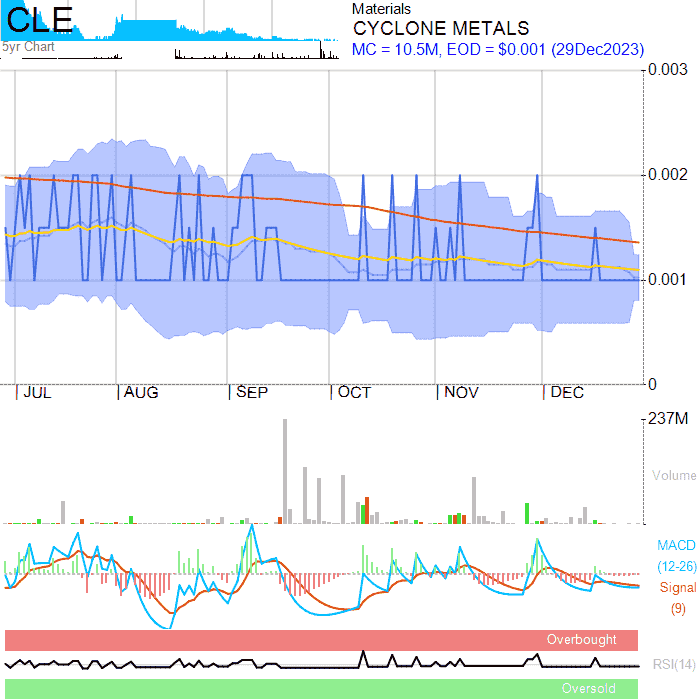 CLE
5yr Chart
Materials
CYCLONE METALS
MC = 10.5M, EOD = $0.001 (29Dec2023)
0.003
0.002
0.001
0
JUL AUG SEP OCT NOV DEC
237M
Volume
MACD
(12-26)
Signal
(9)
Overbought
RSI(14)
Oversold